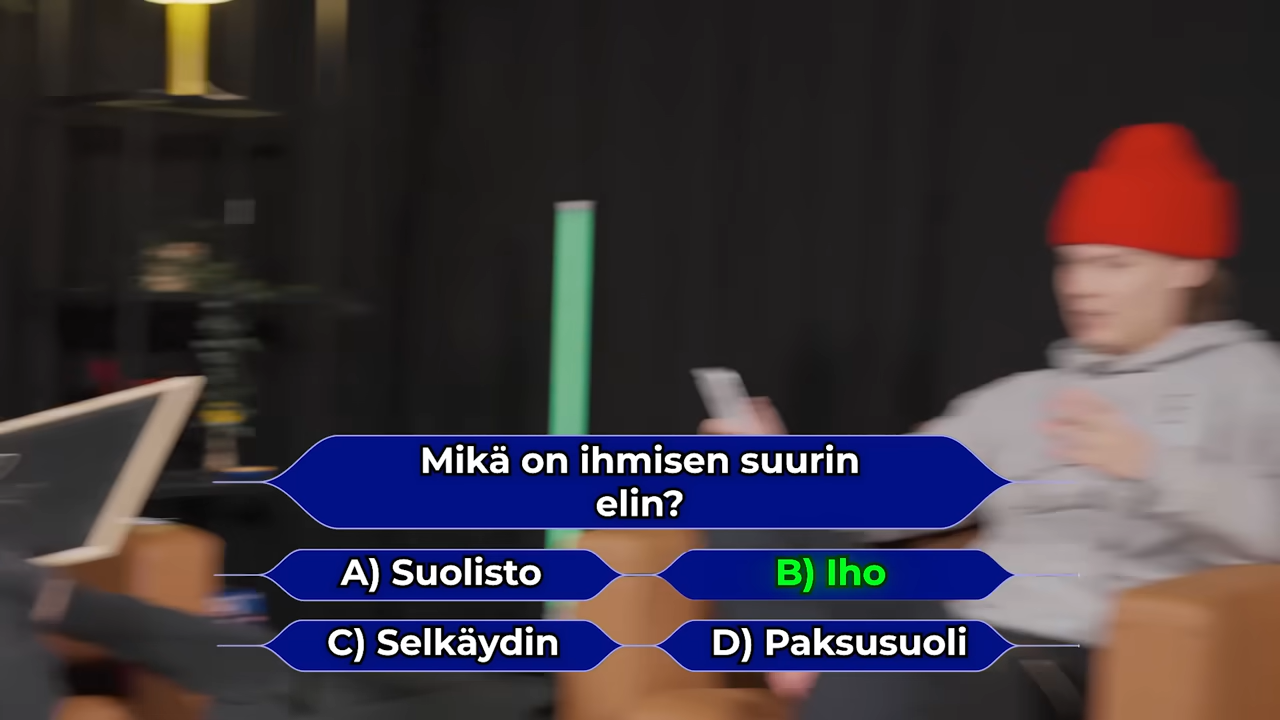 Mikä on ihmisen suurin
elin?
A) Suolisto
B) Iho
C) Selkäydin
D) Paksusuoli